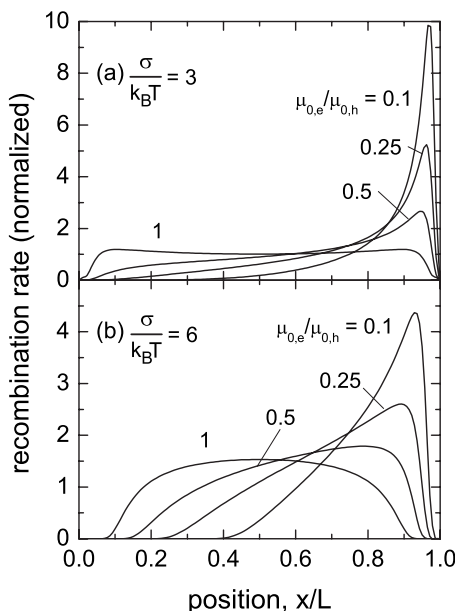 10
(a) σ/k_BT = 3
μ_0,e/μ_0,h = 0.1
8
0.25
6
0.5
4
1
2
0
recombination rate (normalized)
(b) σ/k_BT = 6
μ_0,e/μ_0,h = 0.1
4
0.25
3
0.5
1
2
1
0
0.0 0.2 0.4 0.6 0.8 1.0
position, x/L